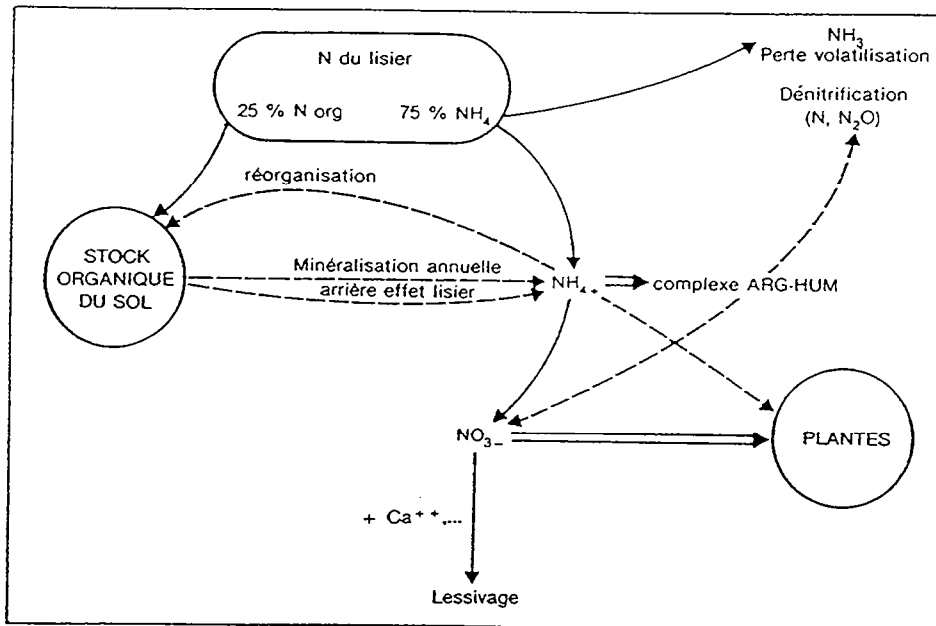 N du lisier
25 % N org 75 % NH₄
NH₃
Perte volatilisation
Dénitrification
(N, N₂O)
réorganisation
STOCK
ORGANIQUE
DU SOL
Minéralisation annuelle
arrière effet lisier
NH₄₊
complexe ARG-HUM
NO₃₋
PLANTES
+ Ca⁺⁺,...
Lessivage